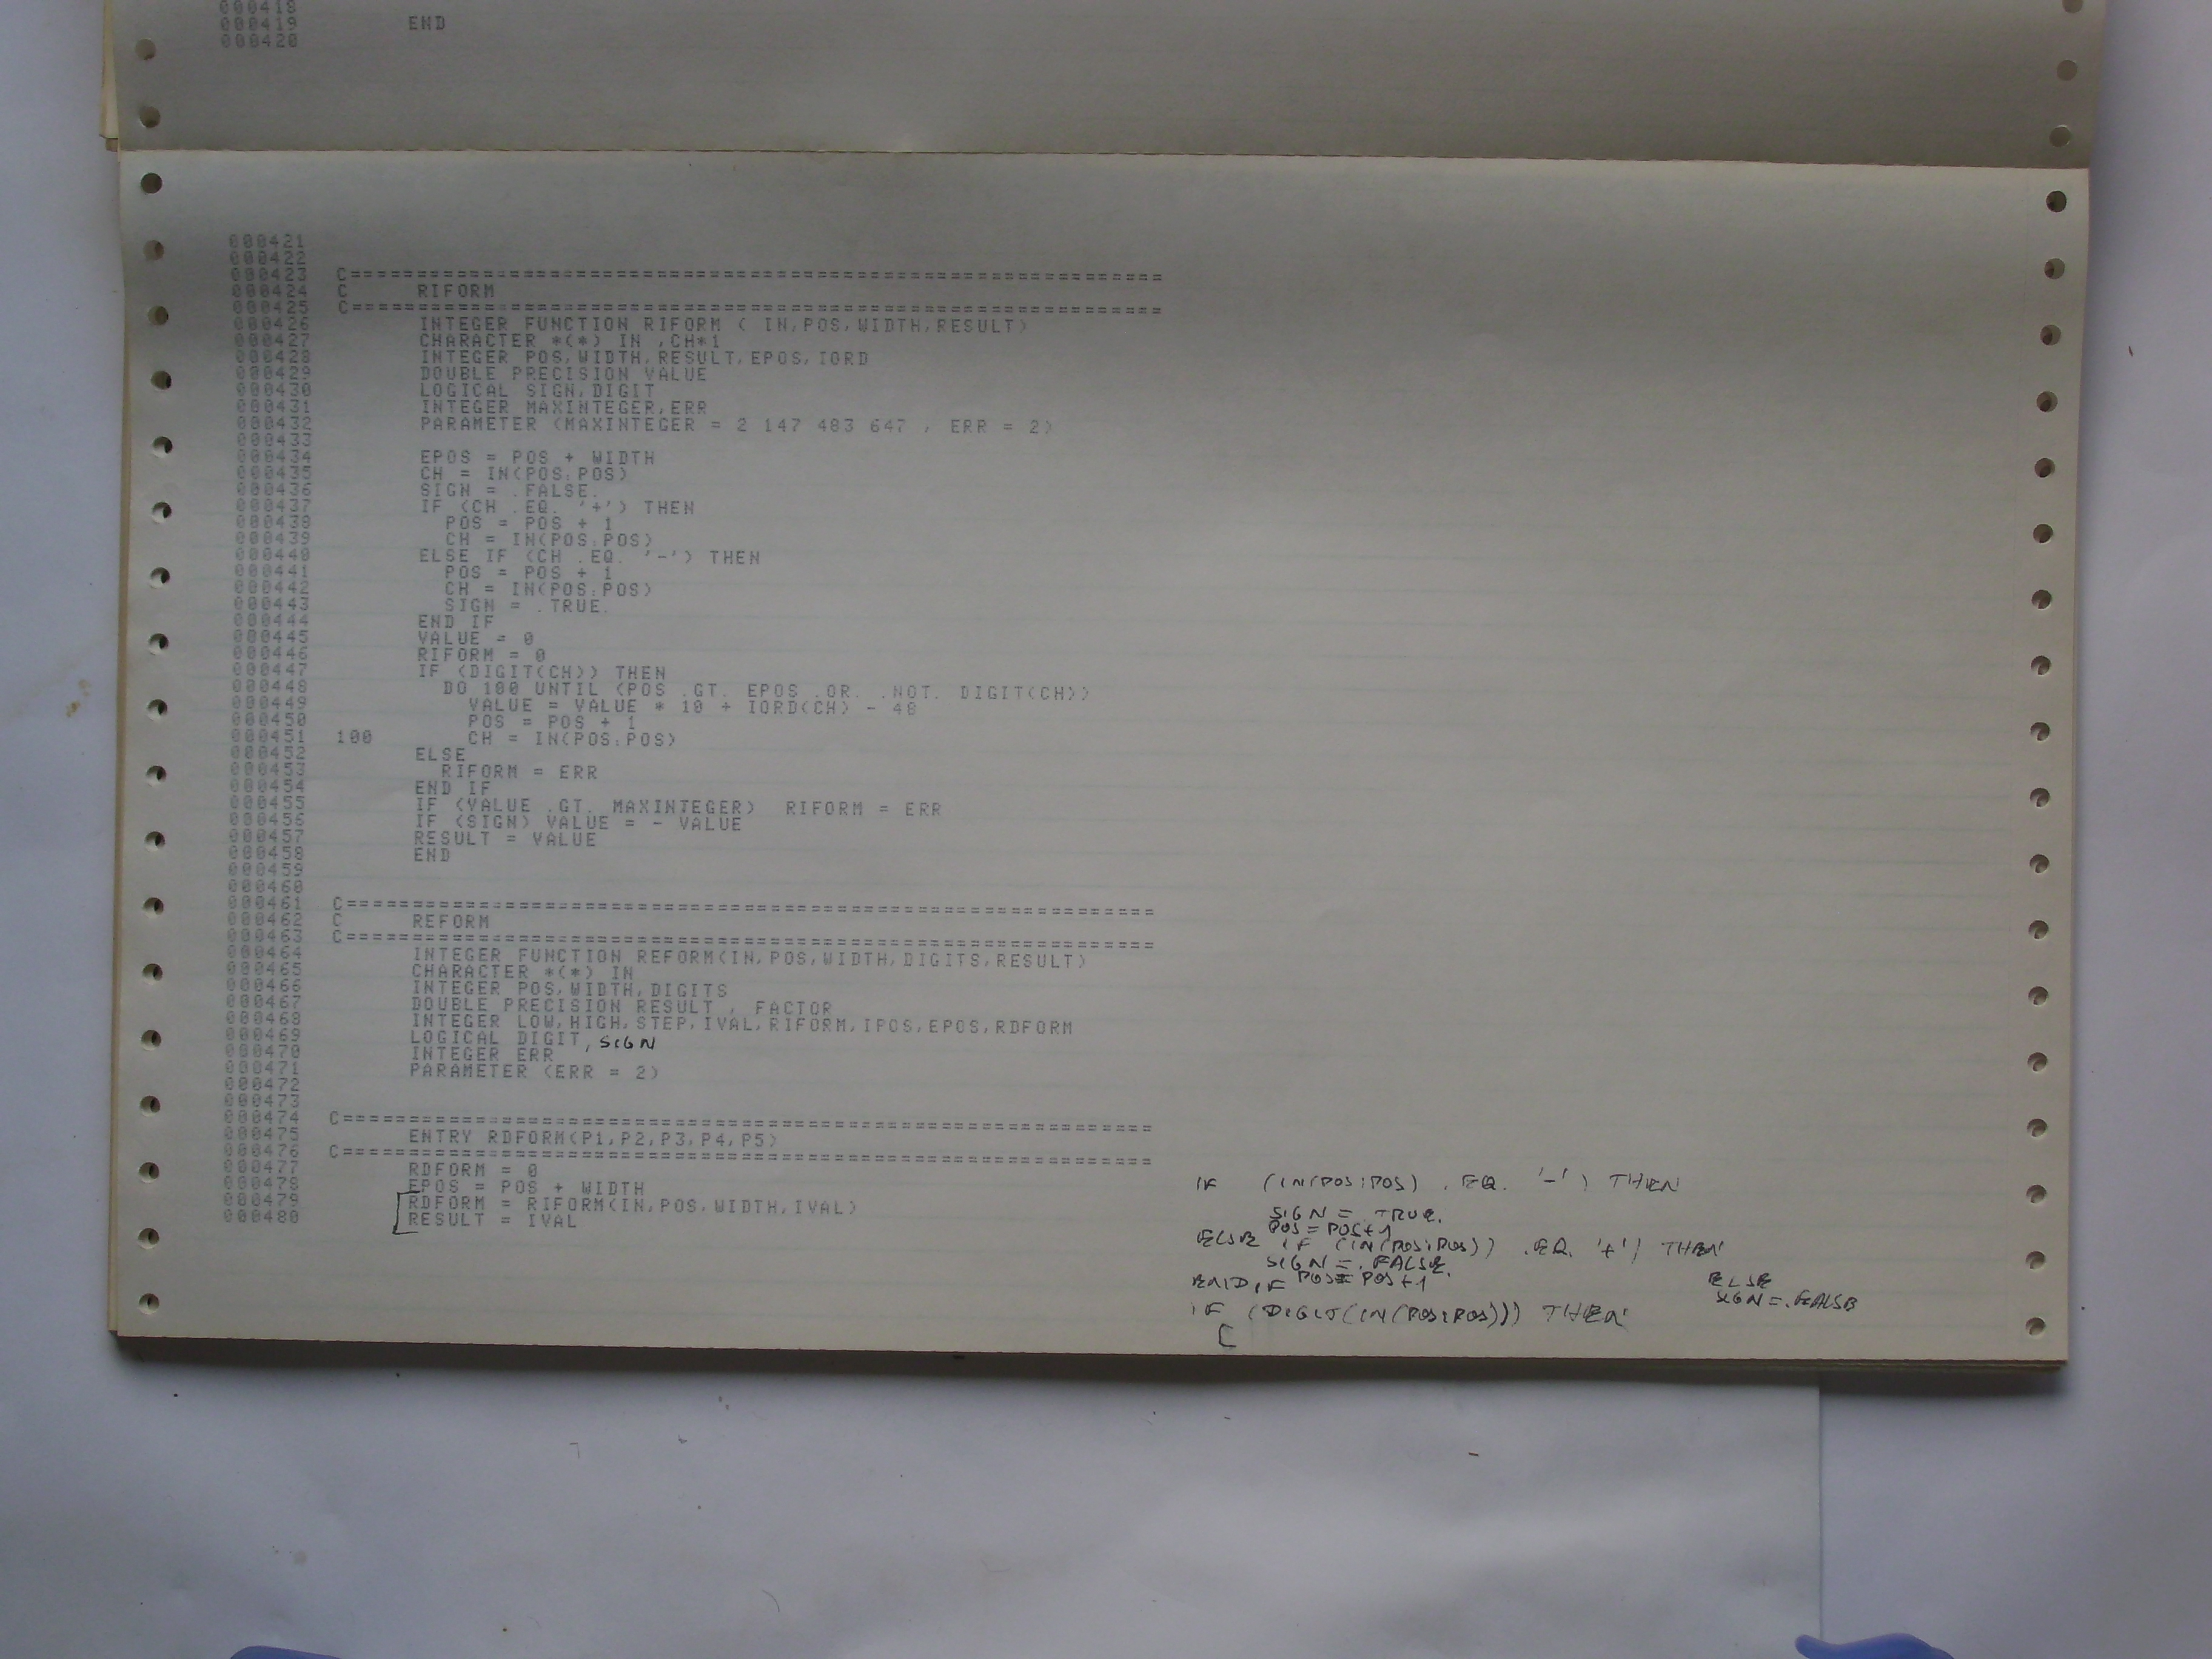 000418
000419 END
000420
000421
000422
000423 C==============================================================
000424 C RIFORM
000425 C==============================================================
000426 INTEGER FUNCTION RIFORM ( IN,POS,WIDTH,RESULT)
000427 CHARACTER *(*) IN ,CH*1
000428 INTEGER POS,WIDTH,RESULT,EPOS,IORD
000429 DOUBLE PRECISION VALUE
000430 LOGICAL SIGN,DIGIT
000431 INTEGER MAXINTEGER,ERR
000432 PARAMETER (MAXINTEGER = 2 147 483 647 , ERR = 2)
000433
000434 EPOS = POS + WIDTH
000435 CH = IN(POS:POS)
000436 SIGN = .FALSE.
000437 IF (CH .EQ. '+') THEN
000438 POS = POS + 1
000439 CH = IN(POS:POS)
000440 ELSE IF (CH .EQ. '-') THEN
000441 POS = POS + 1
000442 CH = IN(POS:POS)
000443 SIGN = .TRUE.
000444 END IF
000445 VALUE = 0
000446 RIFORM = 0
000447 IF (DIGIT(CH)) THEN
000448 DO 100 UNTIL (POS .GT. EPOS .OR. .NOT. DIGIT(CH))
000449 VALUE = VALUE * 10 + IORD(CH) - 48
000450 POS = POS + 1
000451 100 CH = IN(POS:POS)
000452 ELSE
000453 RIFORM = ERR
000454 END IF
000455 IF (VALUE .GT. MAXINTEGER) RIFORM = ERR
000456 IF (SIGN) VALUE = - VALUE
000457 RESULT = VALUE
000458 END
000459
000460
000461 C==============================================================
000462 C REFORM
000463 C==============================================================
000464 INTEGER FUNCTION REFORM(IN,POS,WIDTH,DIGITS,RESULT)
000465 CHARACTER *(*) IN
000466 INTEGER POS,WIDTH,DIGITS
000467 DOUBLE PRECISION RESULT , FACTOR
000468 INTEGER LOW,HIGH,STEP,IVAL,RIFORM,IPOS,EPOS,RDFORM
000469 LOGICAL DIGIT , SIGN
000470 INTEGER ERR
000471 PARAMETER (ERR = 2)
000472
000473
000474 C==============================================================
000475 ENTRY RDFORM(P1,P2,P3,P4,P5)
000476 C==============================================================
000477 RDFORM = 0
000478 EPOS = POS + WIDTH
000479 RDFORM = RIFORM(IN,POS,WIDTH,IVAL)
000480 RESULT = IVAL
IF (IN(POS:POS) .EQ. '-') THEN
SIGN = .TRUE.
POS = POS+1
ELSE IF (IN(POS:POS)) .EQ. '+') THEN
SIGN = .FALSE.
END IF POS = POS+1
ELSE
SIGN = .FALSE
IF (DIGIT(IN(POS:POS))) THEN
[